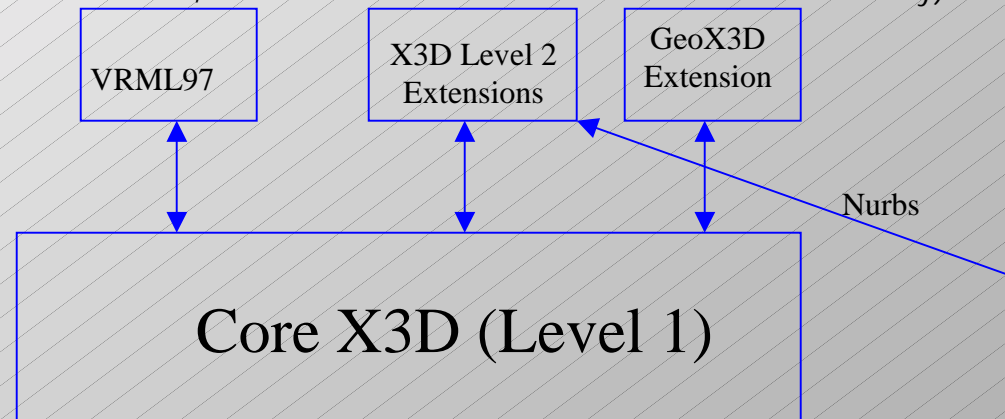 VRML97
X3D Level 2
Extensions
GeoX3D
Extension
Nurbs
Core X3D (Level 1)